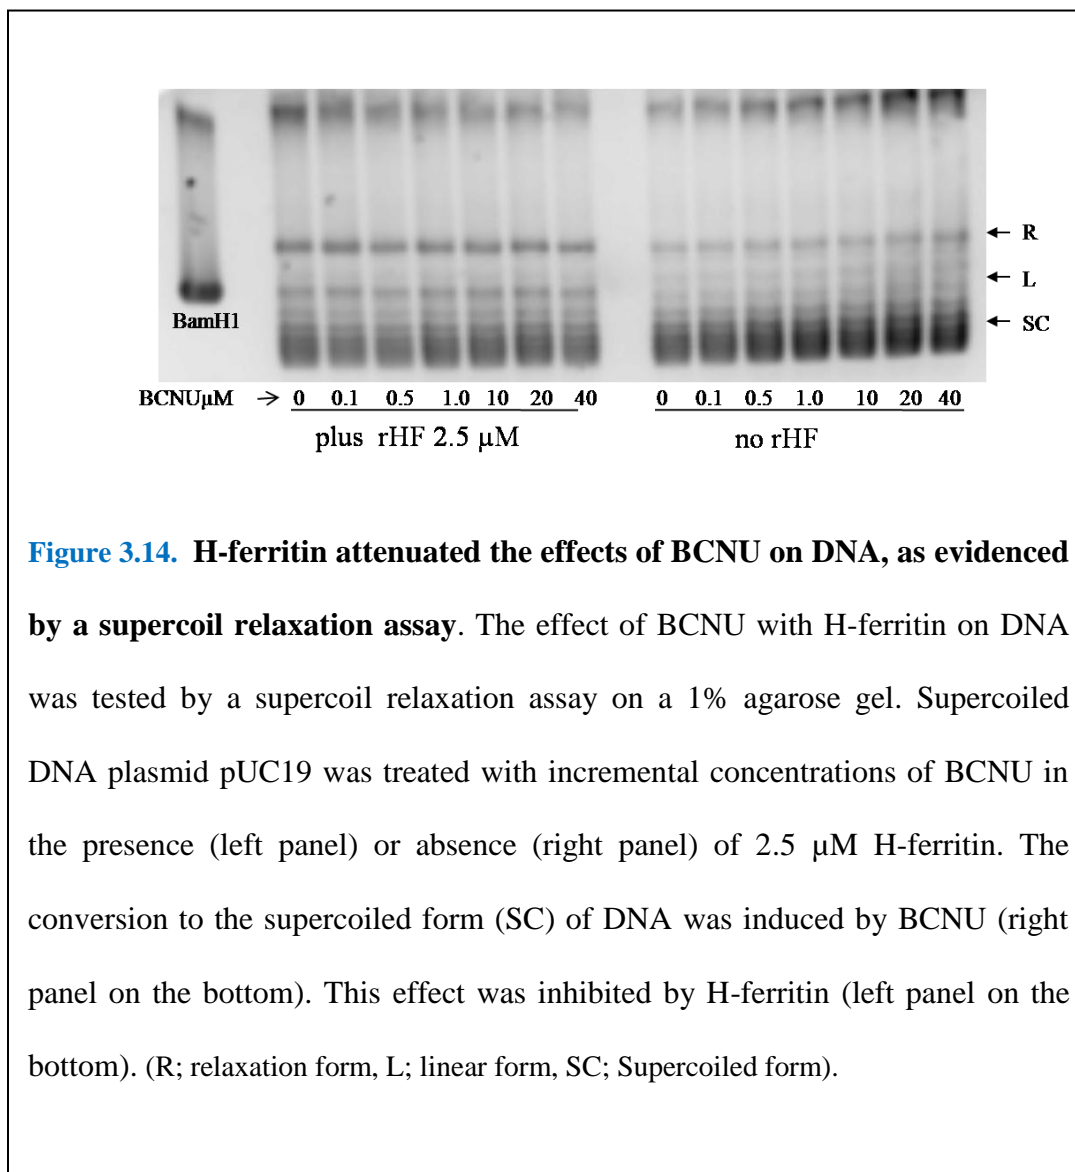 R
L
BamH1
SC
BCNUµM → 0 0.1 0.5 1.0 10 20 40 0 0.1 0.5 1.0 10 20 40
plus rHF 2.5 µM no rHF
Figure 3.14. H-ferritin attenuated the effects of BCNU on DNA, as evidenced
by a supercoil relaxation assay. The effect of BCNU with H-ferritin on DNA
was tested by a supercoil relaxation assay on a 1% agarose gel. Supercoiled
DNA plasmid pUC19 was treated with incremental concentrations of BCNU in
the presence (left panel) or absence (right panel) of 2.5 µM H-ferritin. The
conversion to the supercoiled form (SC) of DNA was induced by BCNU (right
panel on the bottom). This effect was inhibited by H-ferritin (left panel on the
bottom). (R; relaxation form, L; linear form, SC; Supercoiled form).